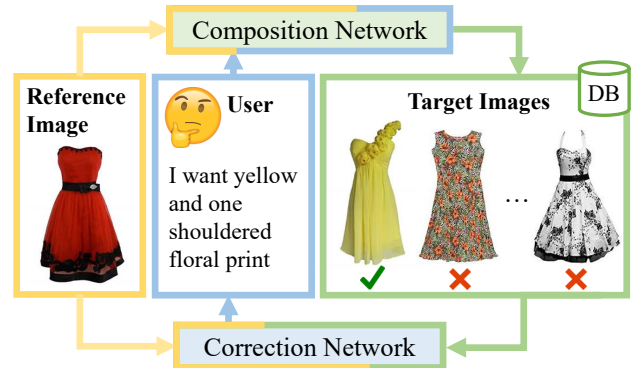 Composition Network
Reference
Image
User
I want yellow
and one
shouldered
floral print
Target Images
DB
...
Correction Network